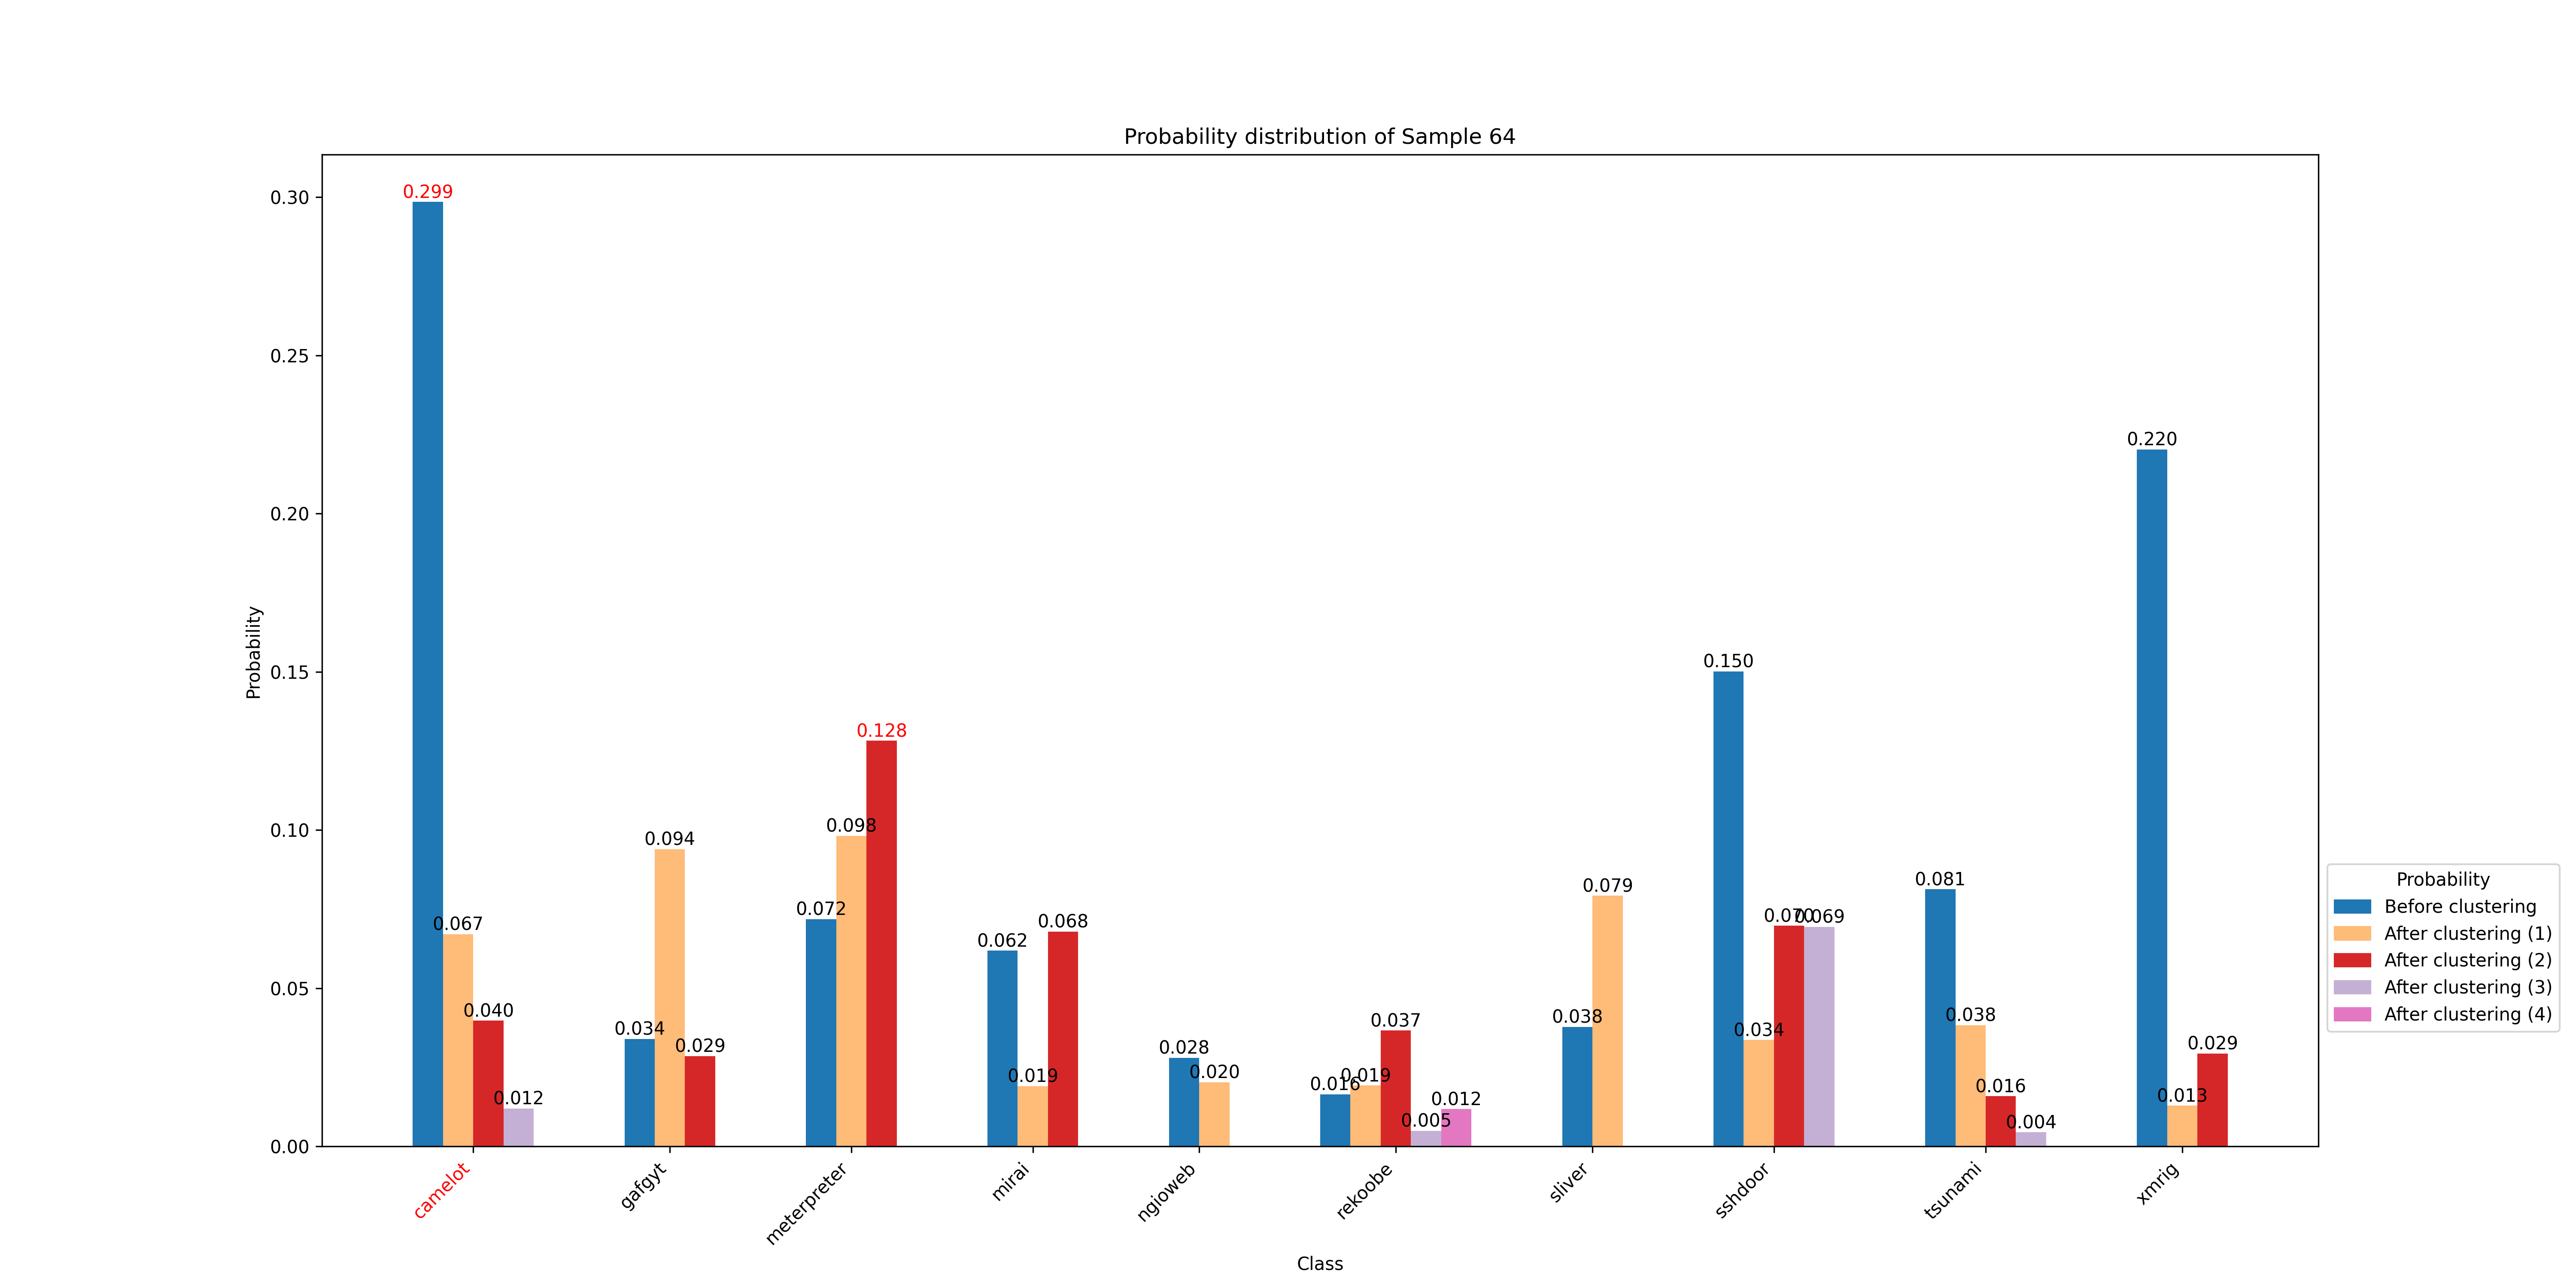 Probability distribution of Sample 64
Probability
0.30
0.25
0.20
0.15
0.10
0.05
0.00
0.299
0.067
0.040
0.012
0.034
0.094
0.029
0.072
0.098
0.128
0.062
0.019
0.068
0.028
0.020
0.016
0.019
0.037
0.005
0.012
0.038
0.079
0.150
0.034
0.070
0.069
0.081
0.038
0.016
0.004
0.220
0.013
0.029
camelot
gafgyt
meterpreter
mirai
ngioweb
rekoobe
sliver
sshdoor
tsunami
xmrig
Class
Probability
Before clustering
After clustering (1)
After clustering (2)
After clustering (3)
After clustering (4)